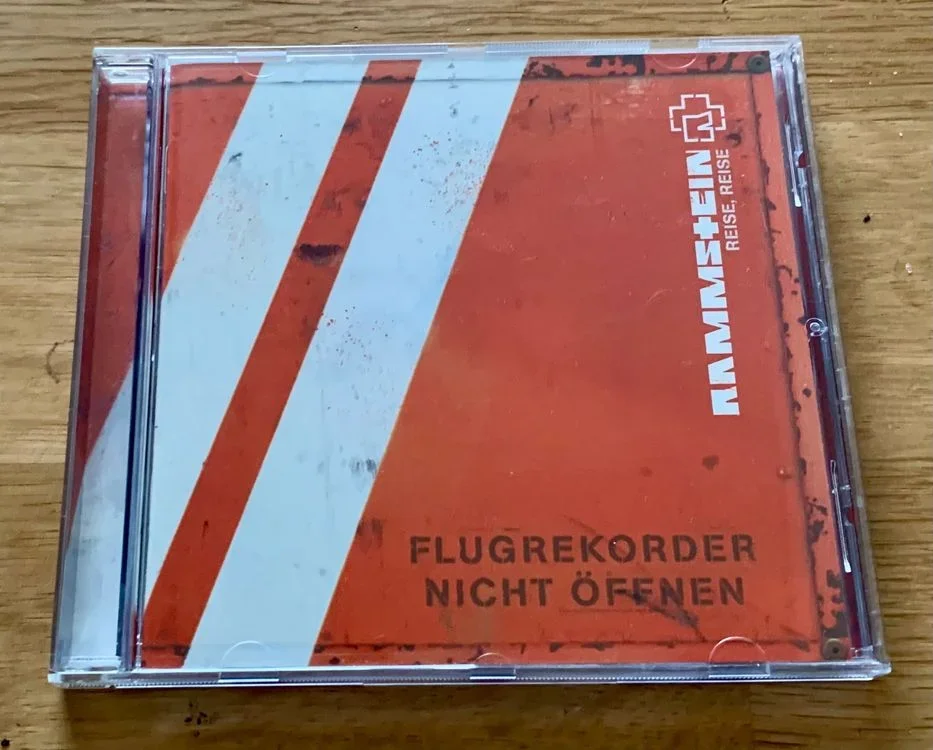 RAMMSTEIN
REISE, REISE
FLUGREKORDER
NICHT ÖFFNEN